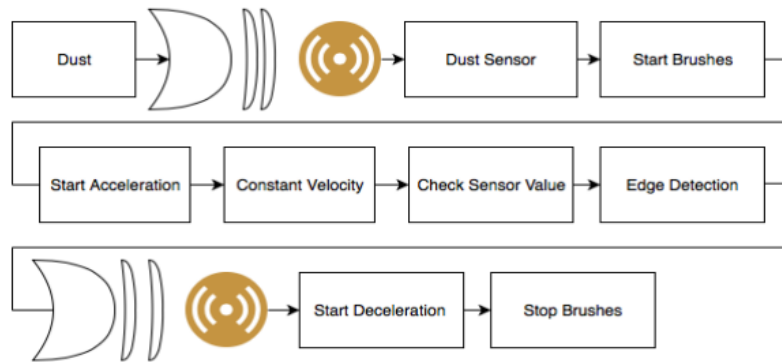 Dust
Dust Sensor
Start Brushes
Start Acceleration
Constant Velocity
Check Sensor Value
Edge Detection
Start Deceleration
Stop Brushes